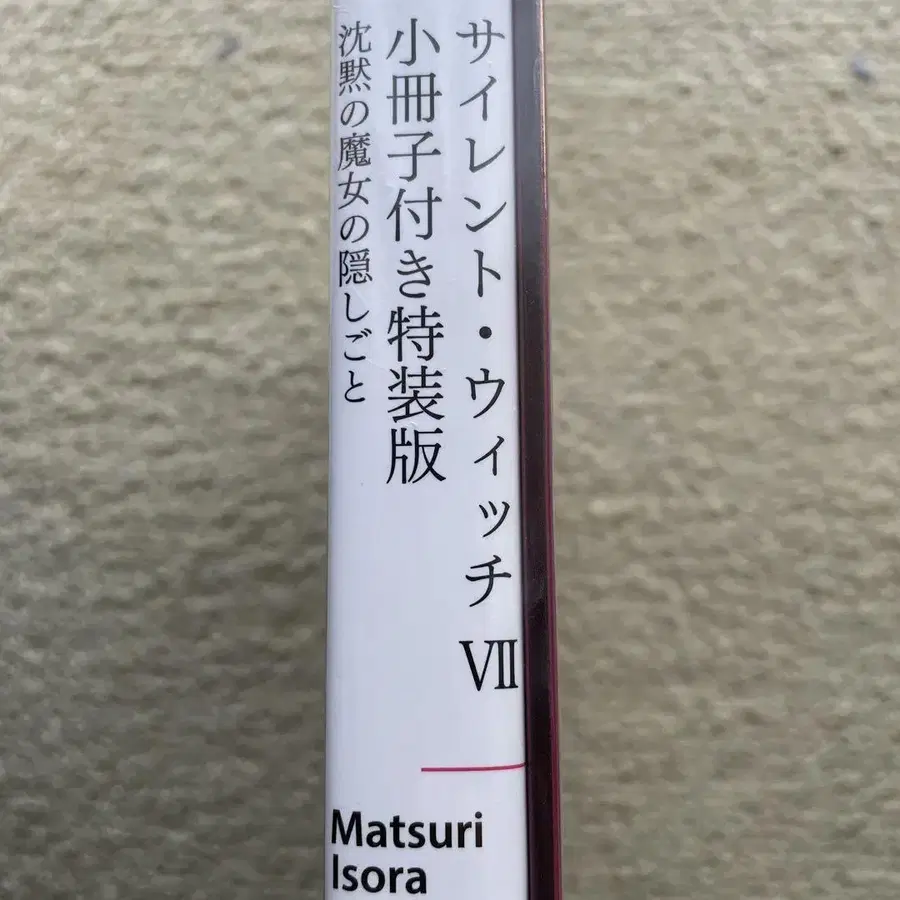 サイレント・ウィッチ Ⅶ
小冊子付き特装版
沈黙の魔女の隠しごと
Matsuri
Isora